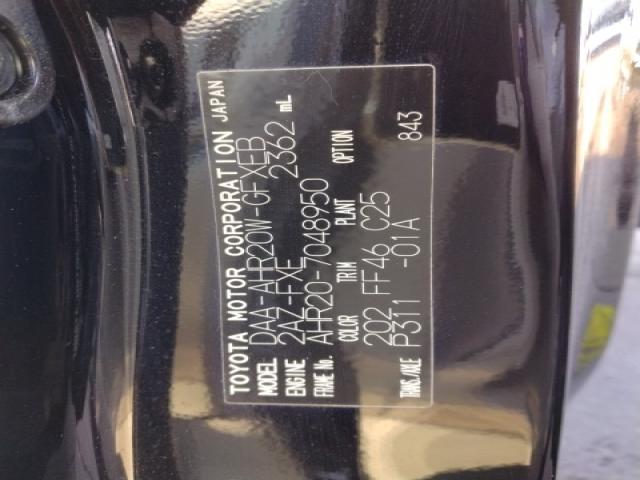 TOYOTA MOTOR CORPORATION JAPAN
MODEL DAA-AHR20W-GFXEB
ENGINE 2AZ-FXE 2362 mL
FRAME No. AHR20-7048950
COLOR TRIM PLANT OPTION
202 FF46 C25
TRANS./AXLE P311 -01A 843